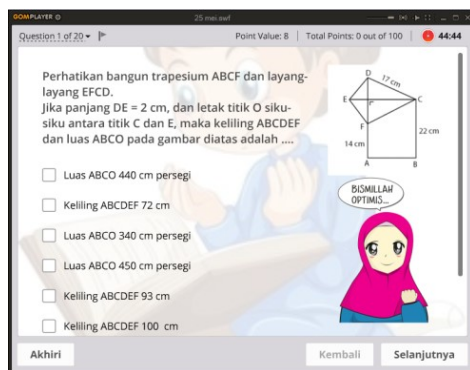 GOMPLAYER
25 mei.swf
Question 1 of 20
Point Value: 8 | Total Points: 0 out of 100
44:44
Perhatikan bangun trapesium ABCF dan layang-
layang EFCD.
Jika panjang DE = 2 cm, dan letak titik O siku-
siku antara titik C dan E, maka keliling ABCDEF
dan luas ABCO pada gambar diatas adalah ....
Luas ABCO 440 cm persegi
Keliling ABCDEF 72 cm
Luas ABCO 340 cm persegi
Luas ABCO 450 cm persegi
Keliling ABCDEF 93 cm
Keliling ABCDEF 100 cm
D
17 cm
E
C
F
22 cm
14 cm
A
B
BISMILLAH
OPTIMIS...
Akhiri
Kembali
Selanjutnya